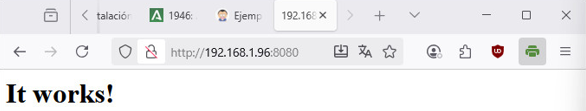 talación
1946:
Ejemp
192.168
http://192.168.1.96:8080
It works!